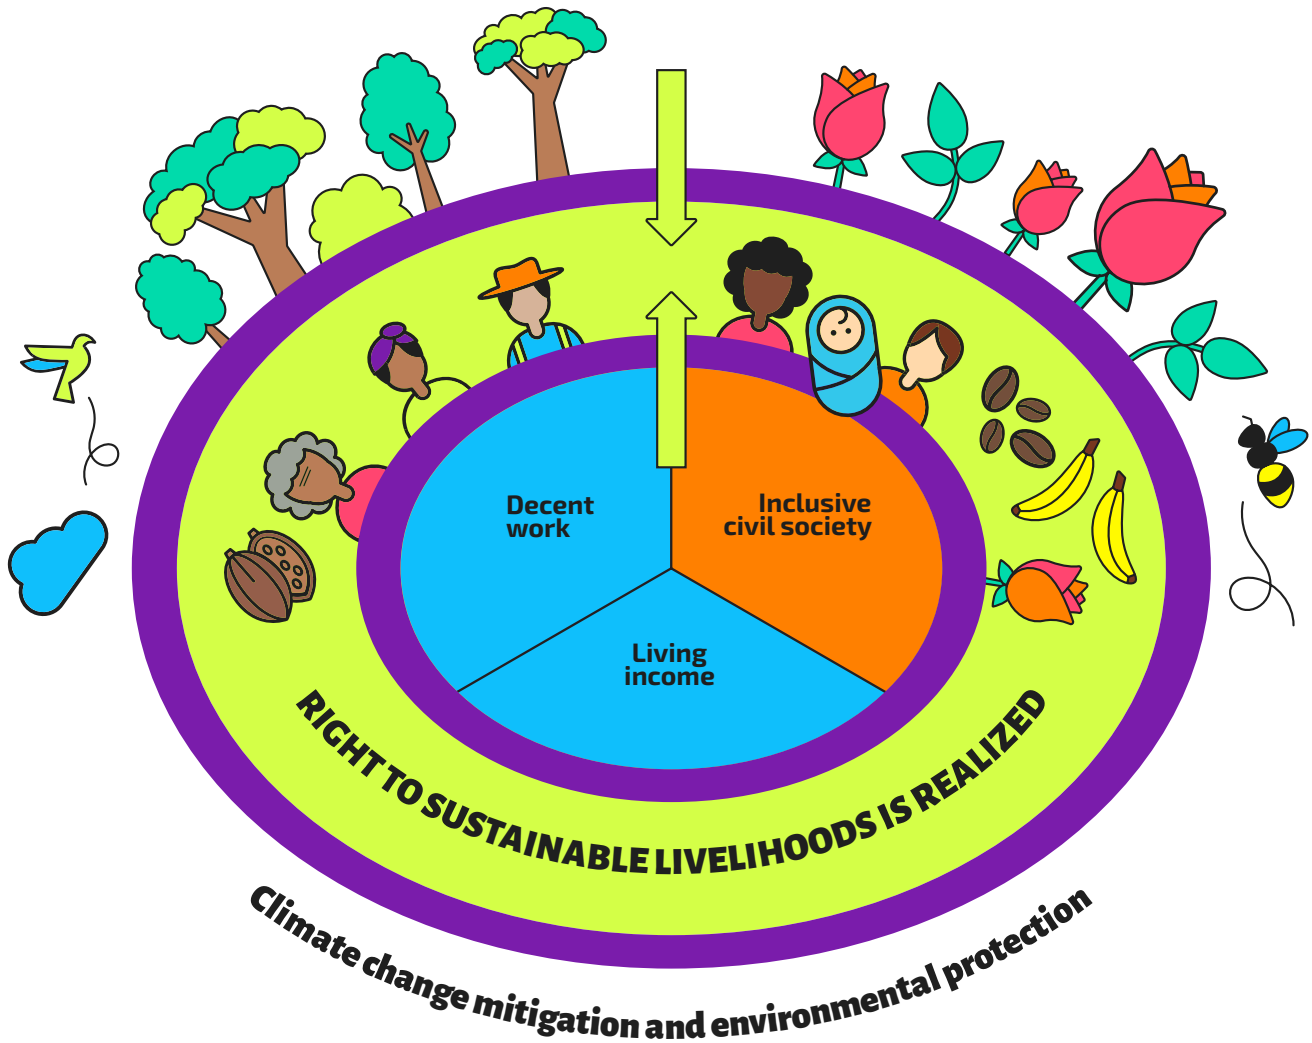 Decent
work
Inclusive
civil society
Living
income
RIGHT TO SUSTAINABLE LIVELIHOODS IS REALIZED
Climate change mitigation and environmental protection